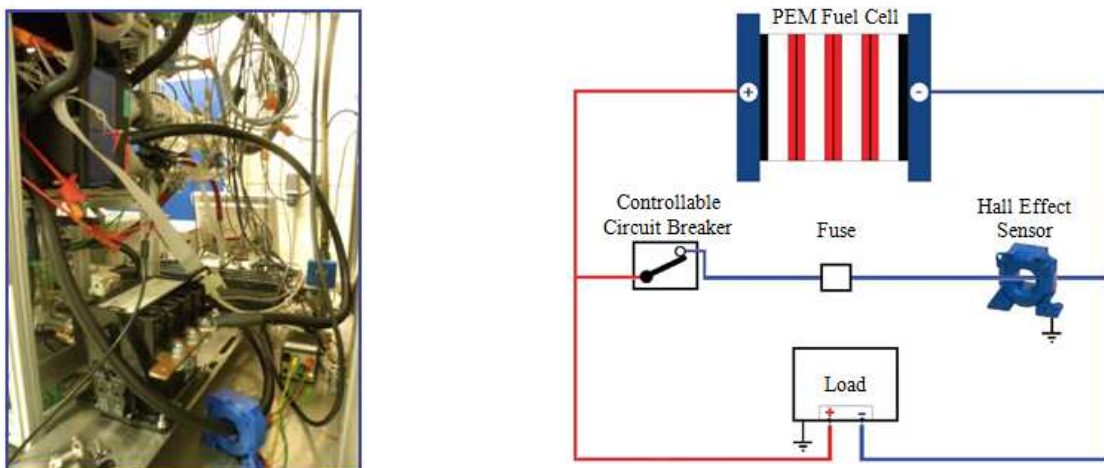 PEM Fuel Cell
+
-
Controllable
Circuit Breaker
Fuse
Hall Effect
Sensor
Load
+ -